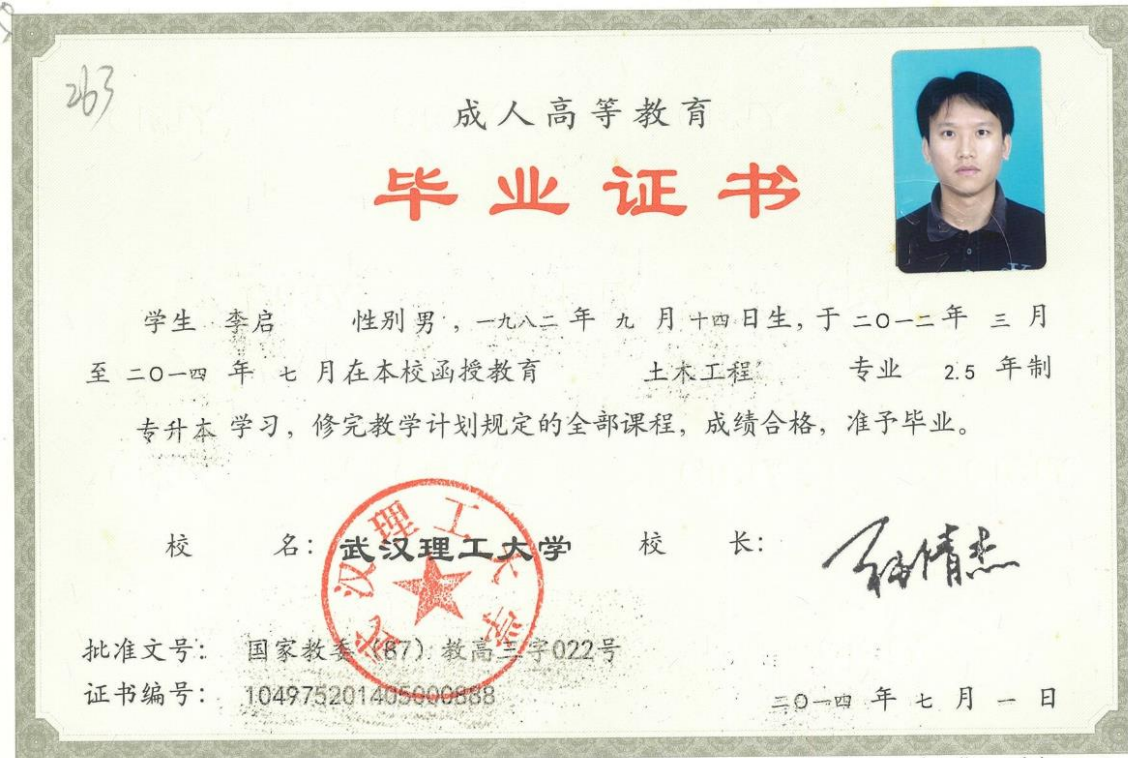 263
成人高等教育
毕业证书
学生 李启 性别 男，一九八二 年 九 月 十四 日生，于 二〇一二 年 三 月
至 二〇一四 年 七 月在本校函授教育 土木工程 专业 2.5 年制
专升本 学习，修完教学计划规定的全部课程，成绩合格，准予毕业。
校 名：武汉理工大学 校 长：
武汉理工大学
批准文号： 国家教委（87）教高三字022号
证书编号： 104975201405000888
二〇一四 年 七 月 一 日